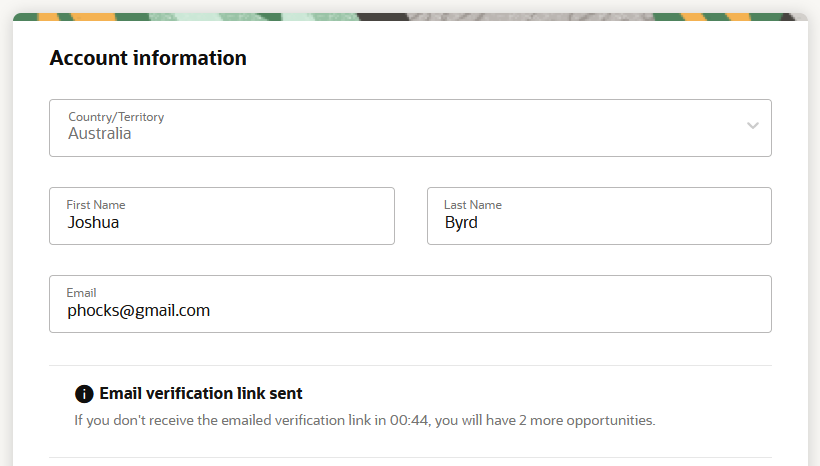 Account information
Country/Territory
Australia
First Name
Joshua
Last Name
Byrd
Email
phocks@gmail.com
Email verification link sent
If you don't receive the emailed verification link in 00:44, you will have 2 more opportunities.